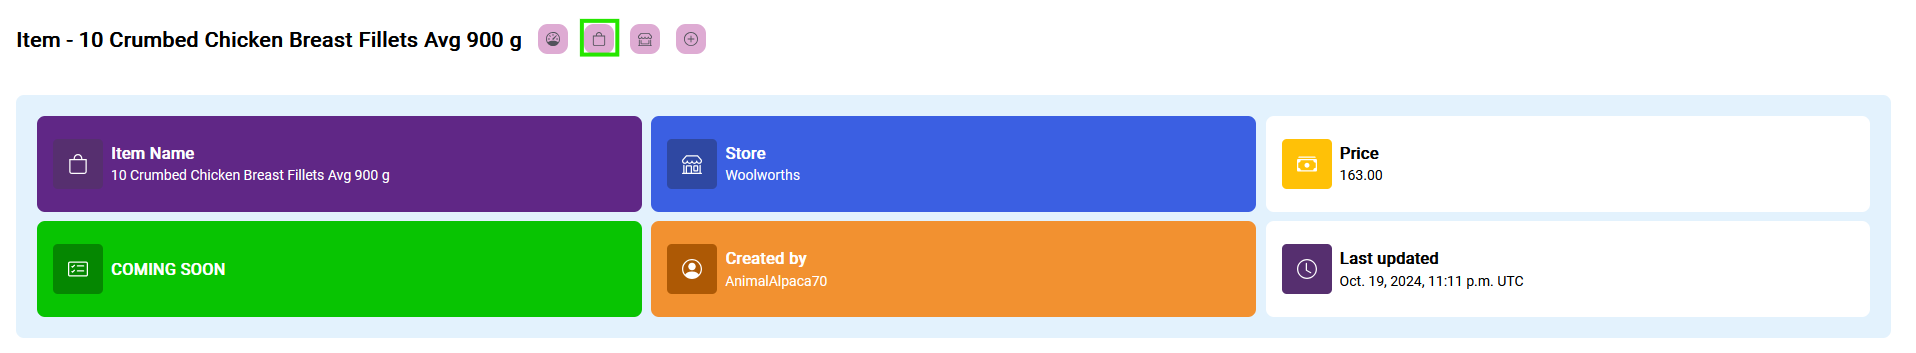 Item - 10 Crumbed Chicken Breast Fillets Avg 900 g
Item Name
10 Crumbed Chicken Breast Fillets Avg 900 g
Store
Woolworths
Price
163.00
COMING SOON
Created by
AnimalAlpaca70
Last updated
Oct. 19, 2024, 11:11 p.m. UTC